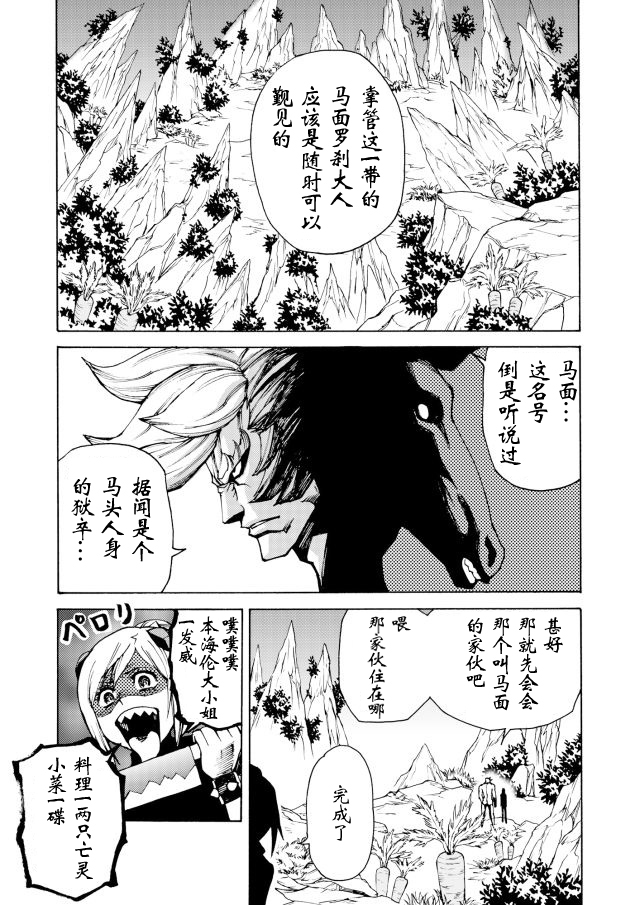 掌管这一带的
马面罗刹大人
应该是随时可以
觐见的
马面…
这名号
倒是听说过
据闻是个
马头人身
的狱卒…
甚好
那就先会会
那个叫马面
的家伙吧
喂
那家伙住在哪
完成了
噗噗噗
本海伦大小姐
一发威
ペロリ
料理一两只亡灵
小菜一碟